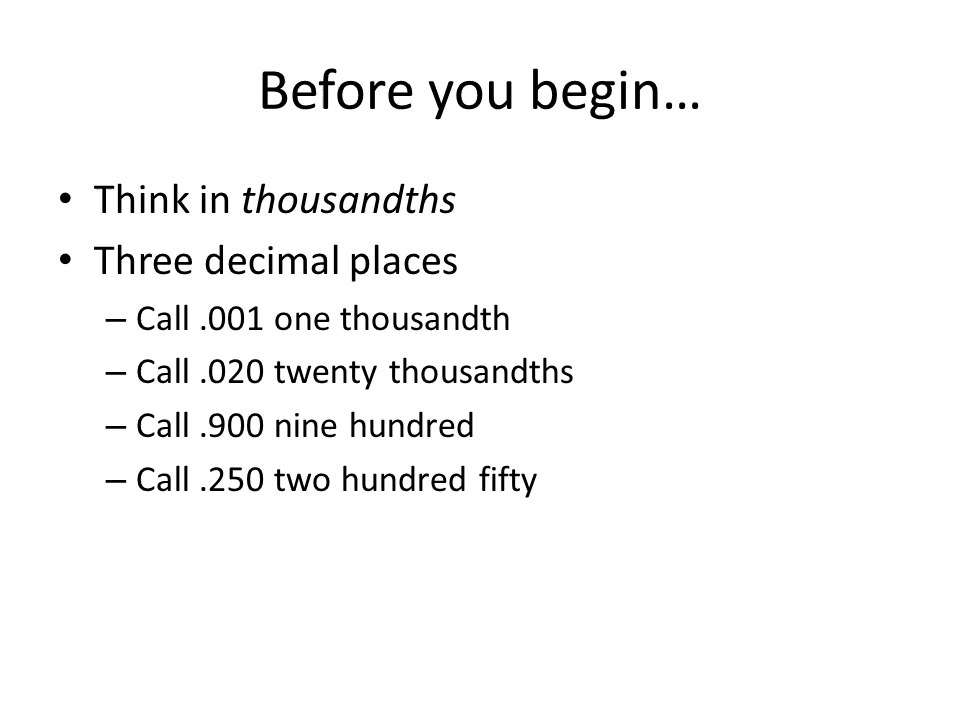 Before you begin…
• Think in thousandths
• Three decimal places
– Call .001 one thousandth
– Call .020 twenty thousandths
– Call .900 nine hundred
– Call .250 two hundred fifty